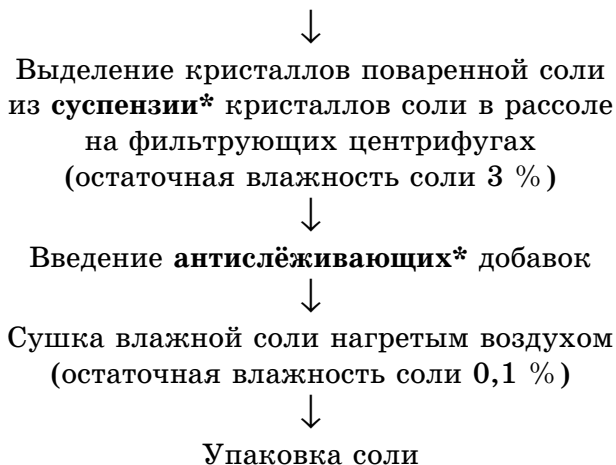 ↓
Выделение кристаллов поваренной соли
из суспензии* кристаллов соли в рассоле
на фильтрующих центрифугах
(остаточная влажность соли 3 %)
↓
Введение антислёживающих* добавок
↓
Сушка влажной соли нагретым воздухом
(остаточная влажность соли 0,1 %)
↓
Упаковка соли